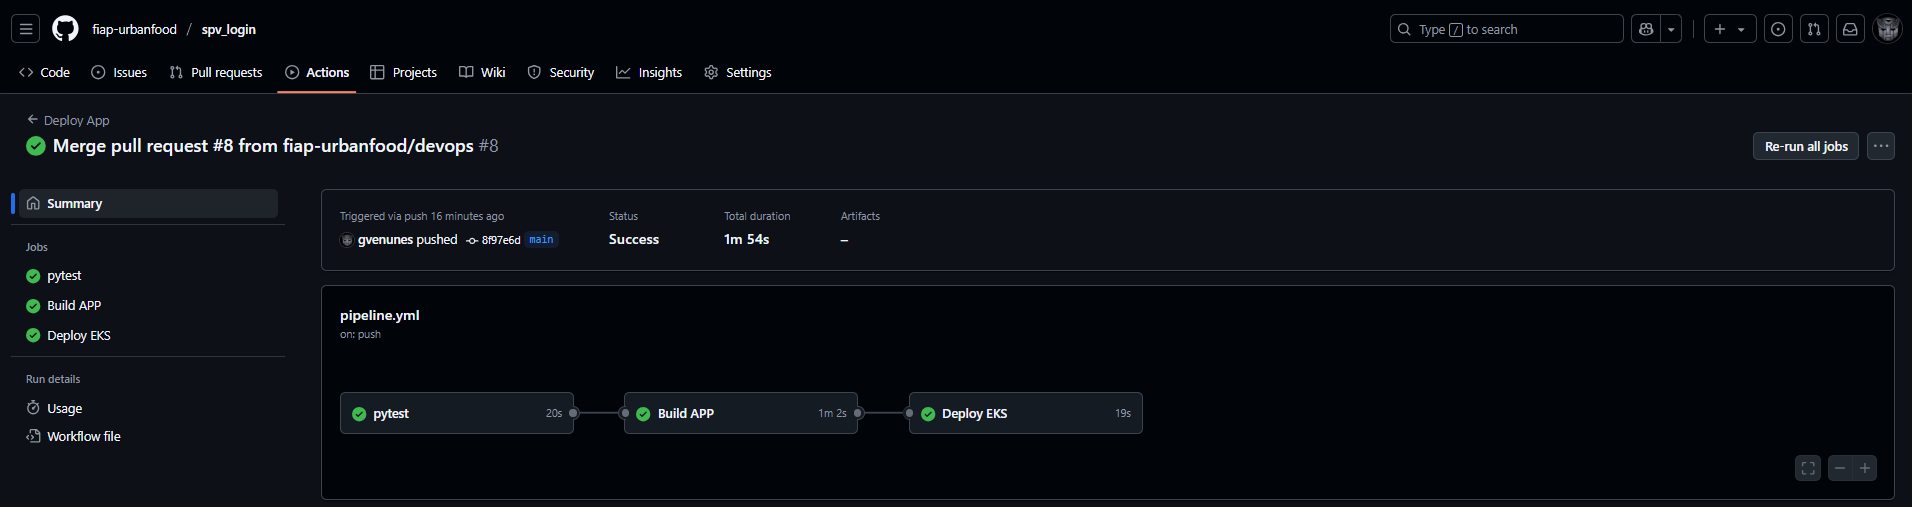 fiap-urbanfood / spv_login
Type / to search
Code Issues Pull requests Actions Projects Wiki Security Insights Settings
Deploy App
Merge pull request #8 from fiap-urbanfood/devops #8
Re-run all jobs
Summary
Jobs
pytest
Build APP
Deploy EKS
Run details
Usage
Workflow file
Triggered via push 16 minutes ago
gvenunes pushed 8f97e6d main
Status
Success
Total duration
1m 54s
Artifacts
–
pipeline.yml
on: push
pytest 20s
Build APP 1m 2s
Deploy EKS 19s